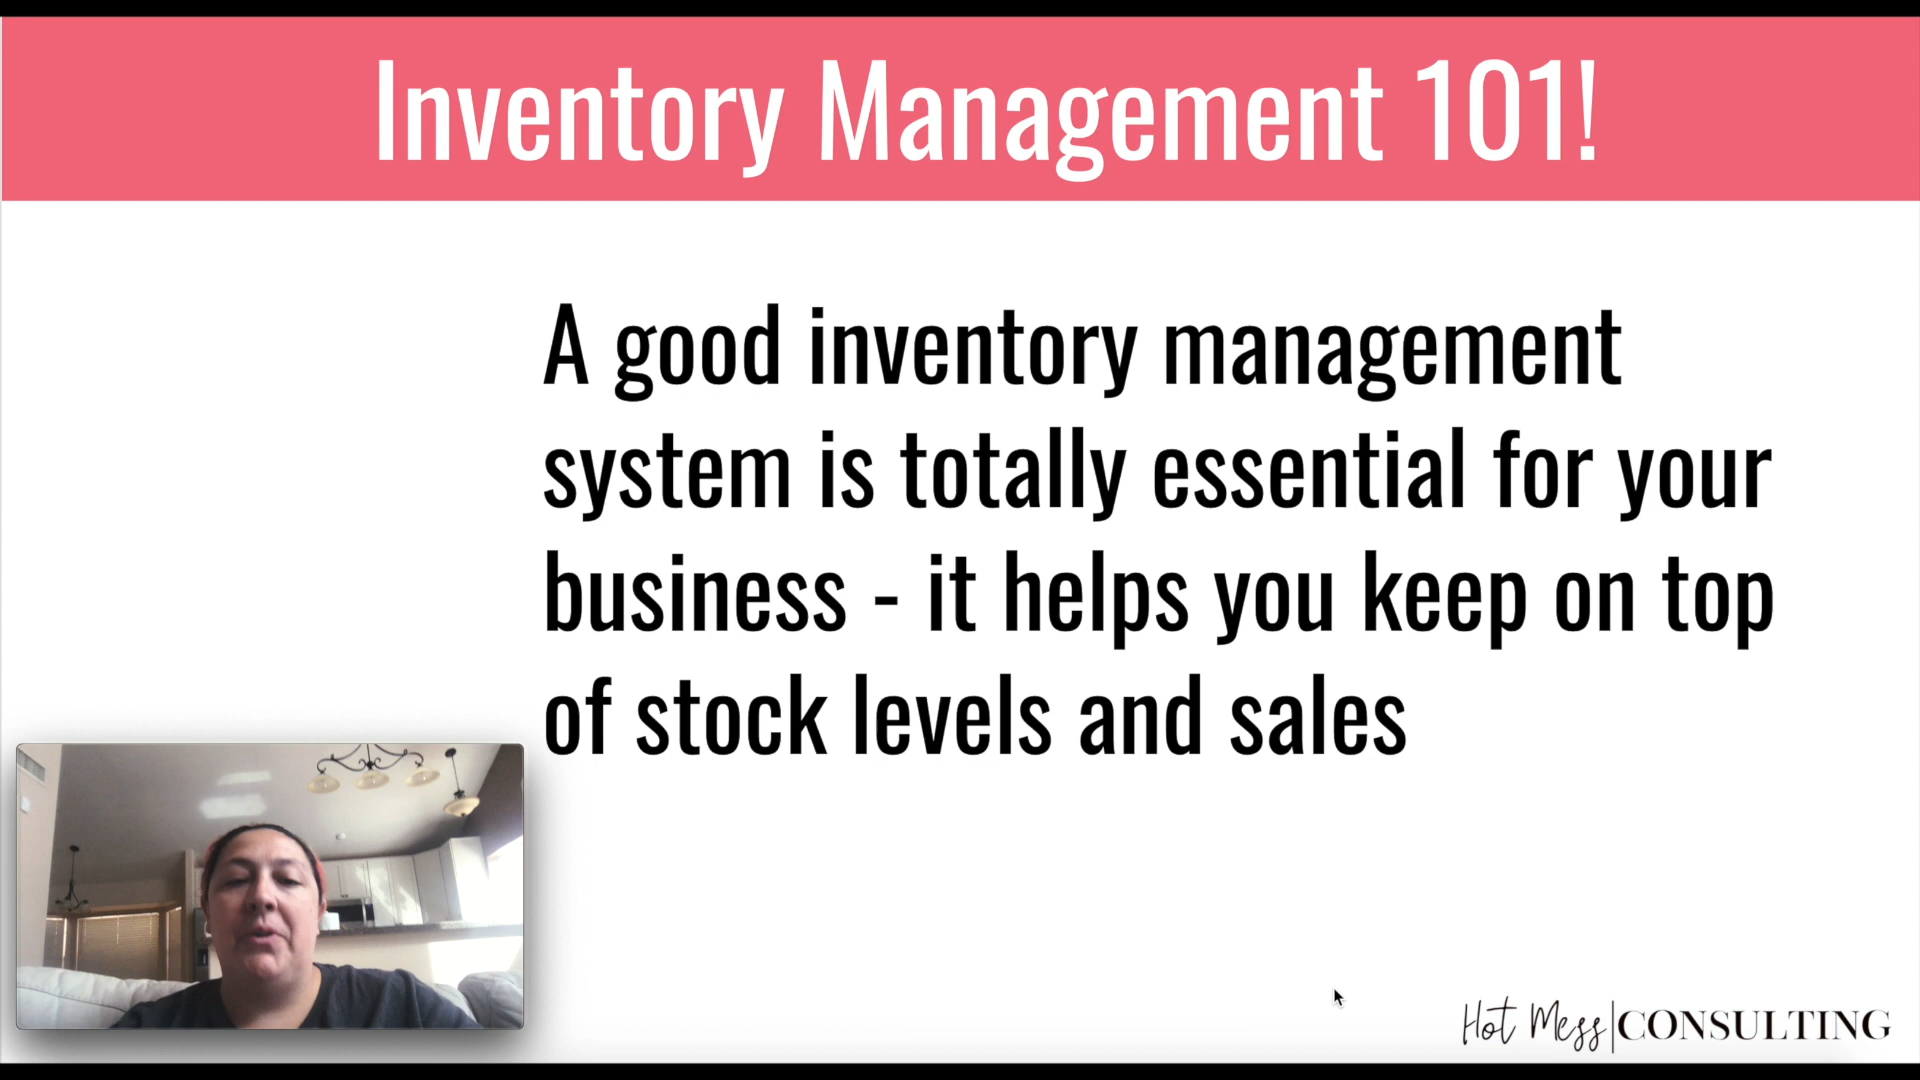 Inventory Management 101!
A good inventory management
system is totally essential for your
business - it helps you keep on top
of stock levels and sales
Hot Mess|CONSULTING